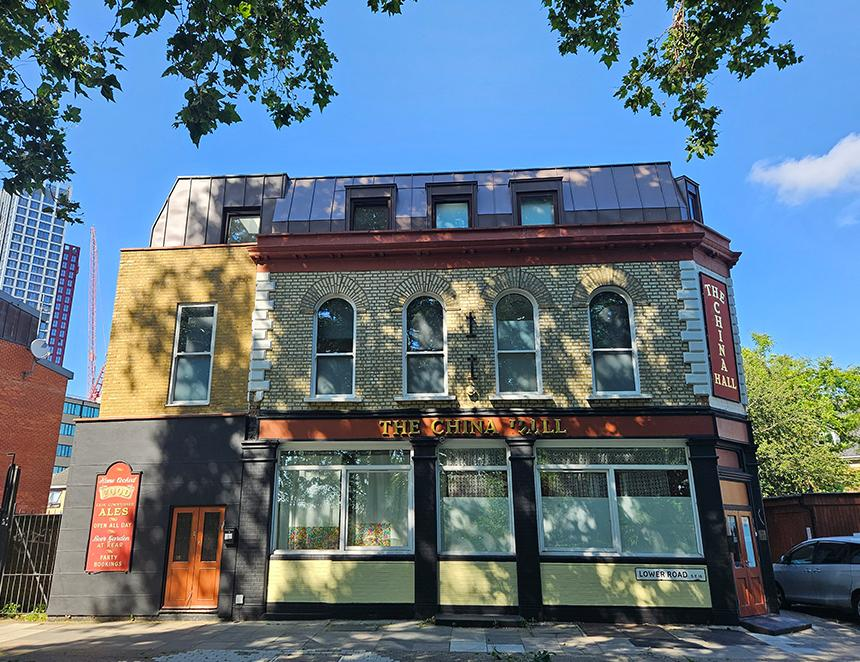 THE
CHINA
HALL
THE CHINA HALL
Home Cooked
FOOD
ALES
OPEN ALL DAY
Beer Garden
AT REAR
PARTY
BOOKINGS
LOWER ROAD S.E.16